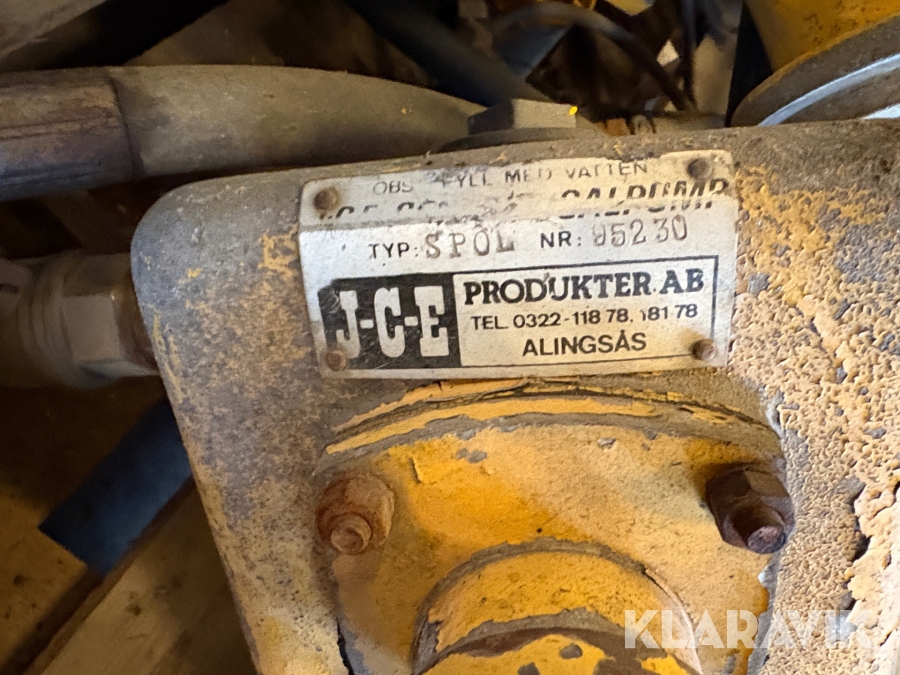 OBS FYLL MED VATTEN
TYP: SPOL NR: 95230
J-C-E
PRODUKTER AB
TEL. 0322-118 78, 181 78
ALINGSÅS
KLARAVIK